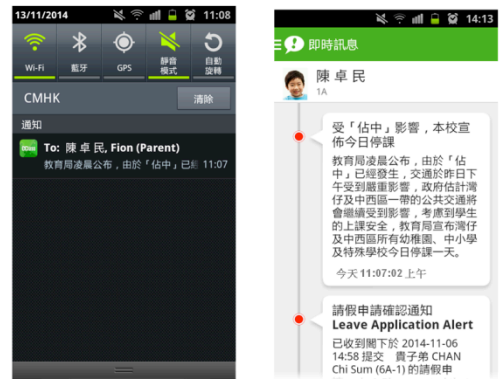 13/11/2014
11:08
Wi-Fi
藍牙
GPS
靜音
模式
自動
旋轉
CMHK
清除
通知
To: 陳 卓 民, Fion (Parent)
教育局凌晨公布，由於「佔中」已經 11:07
14:13
即時訊息
陳 卓 民
1A
受「佔中」影響，本校宣
佈今日停課
教育局凌晨公布，由於「佔
中」已經發生，交通於昨日下
午受到嚴重影響，政府估計灣
仔及中西區一帶的公共交通將
會繼續受到影響，考慮到學生
的上課安全，教育局宣布灣仔
及中西區所有幼稚園、中小學
及特殊學校今日停課一天。
今天 11:07:02 上午
請假申請確認通知
Leave Application Alert
已收到閣下於 2014-11-06
14:58 提交　貴子弟 CHAN
Chi Sum (6A-1) 的請假申